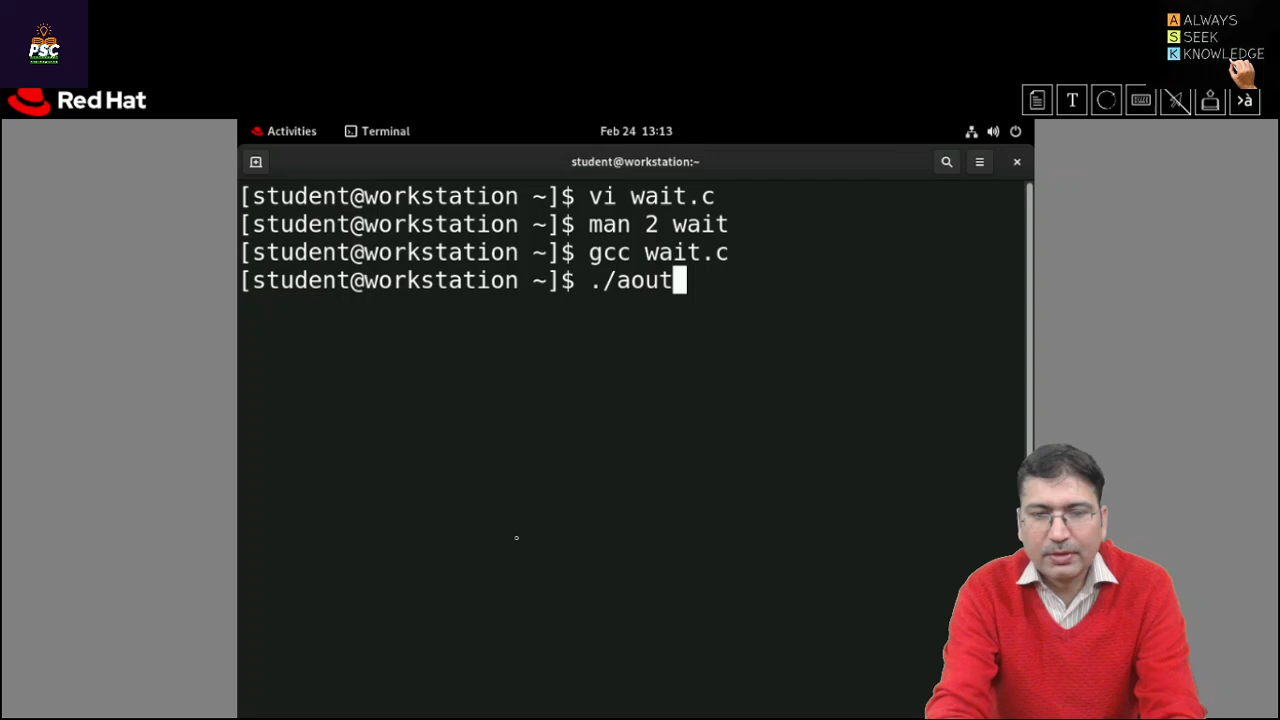 PSC
A ALWAYS
S SEEK
K KNOWLEDGE
Red Hat
T
>à
Activities
Terminal
Feb 24 13:13
student@workstation:~
[student@workstation ~]$ vi wait.c
[student@workstation ~]$ man 2 wait
[student@workstation ~]$ gcc wait.c
[student@workstation ~]$ ./aout